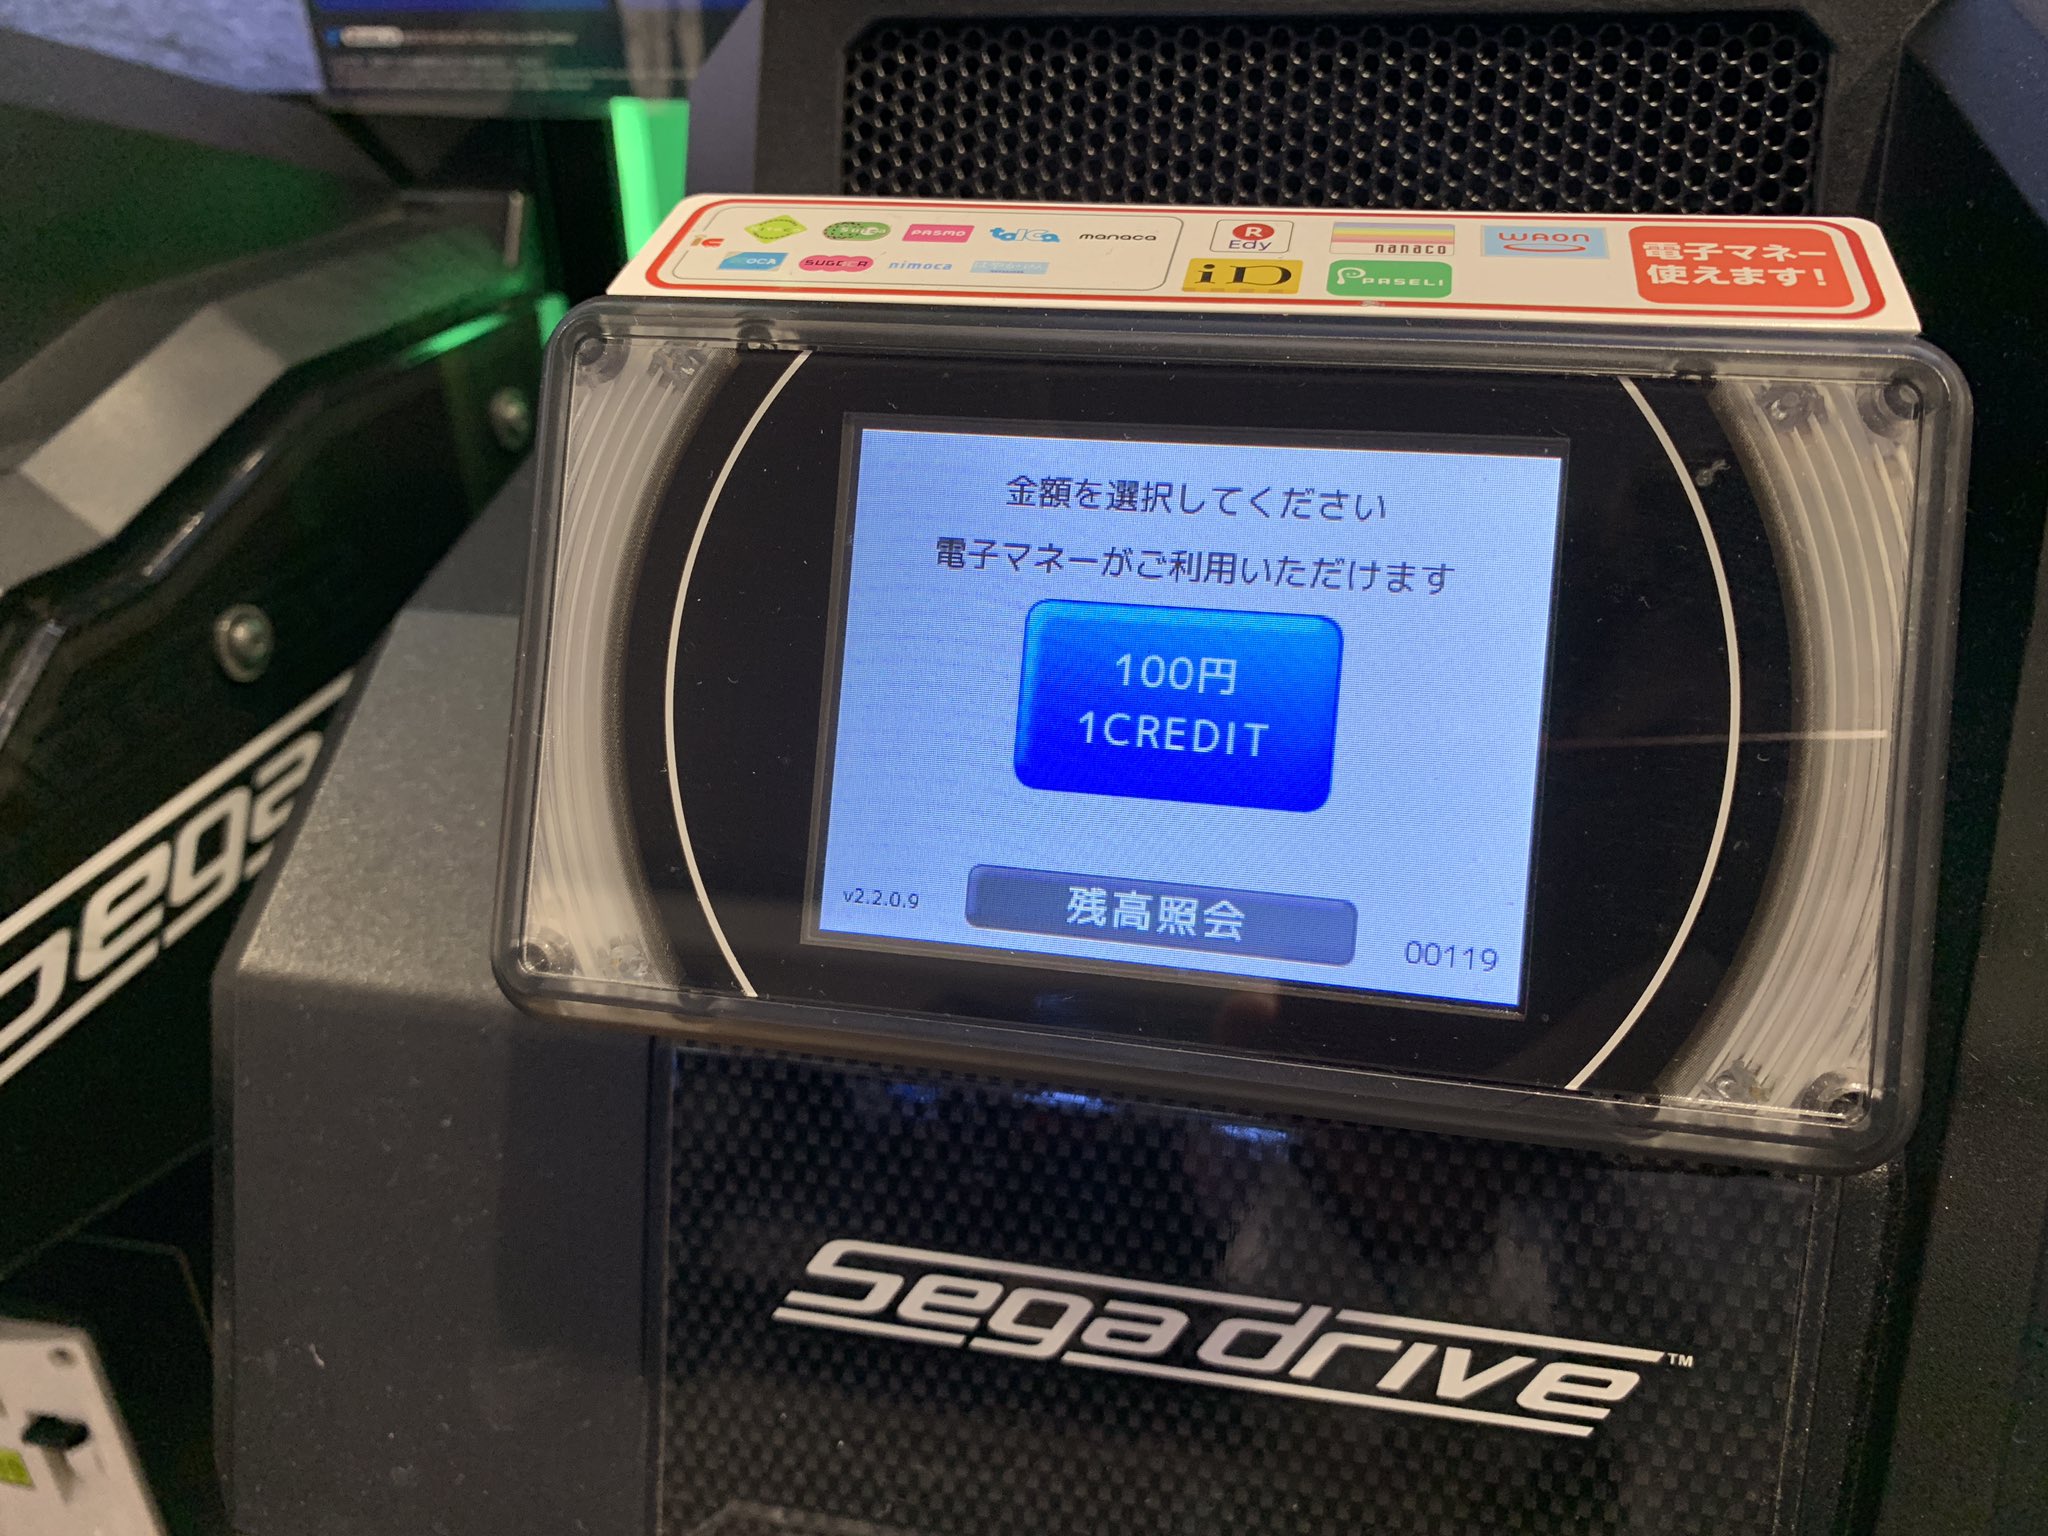 PASMO
toica
manaca
SUGOCA
nimoca
R
Edy
nanaco
WAON
iD
PASELI
電子マネー
使えます!
金額を選択してください
電子マネーがご利用いただけます
100円
1CREDIT
残高照会
v2.2.0.9
00119
sega drive™
sega